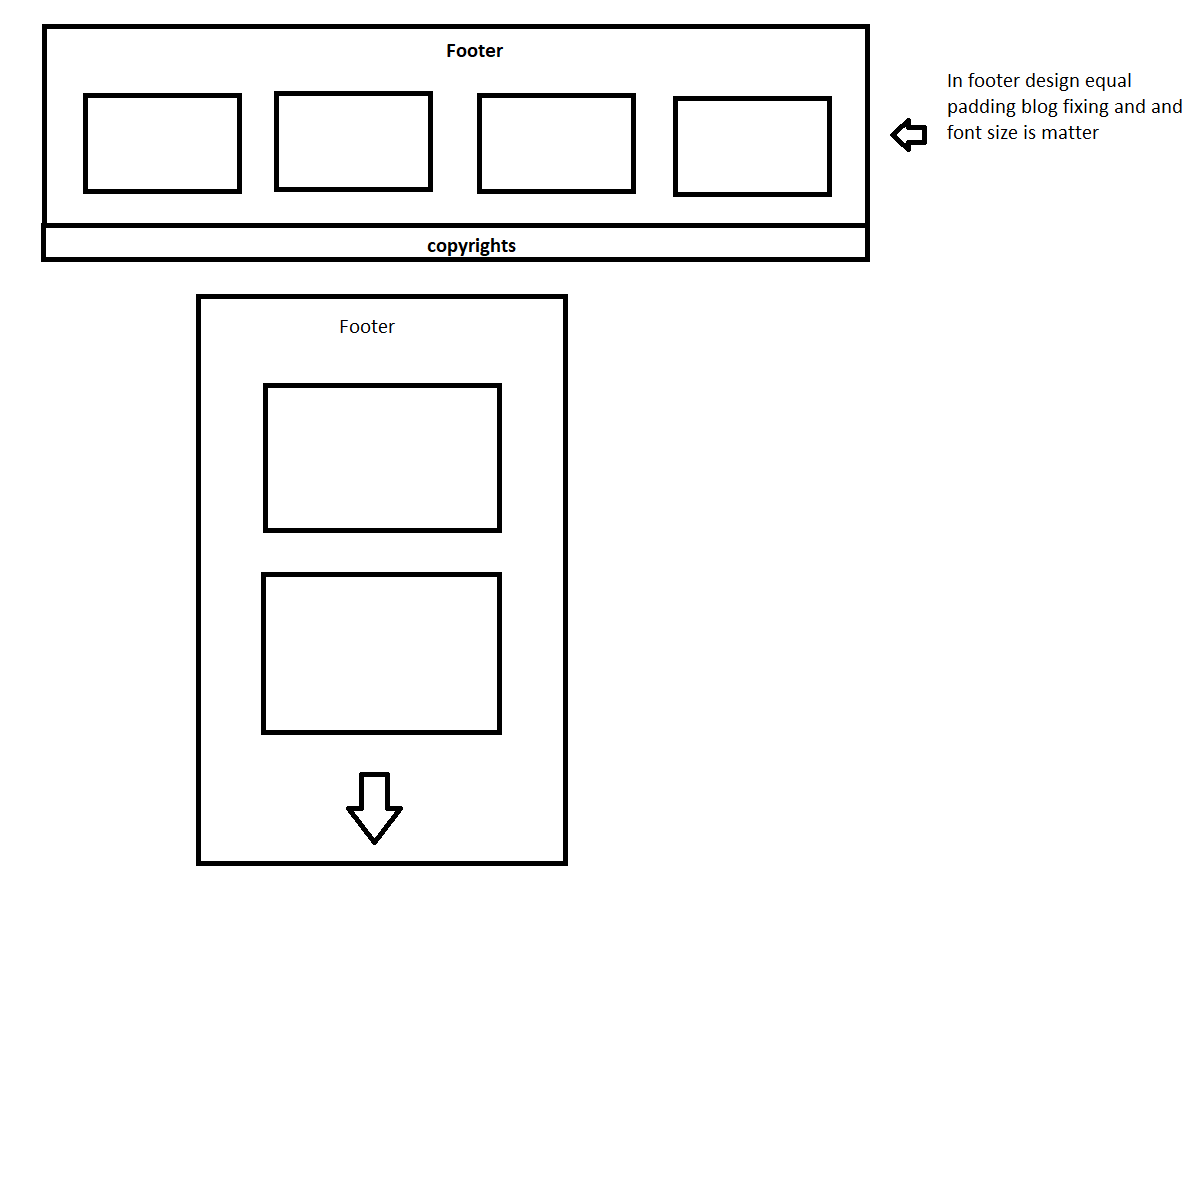 Footer
In footer design equal
padding blog fixing and and
font size is matter
copyrights
Footer